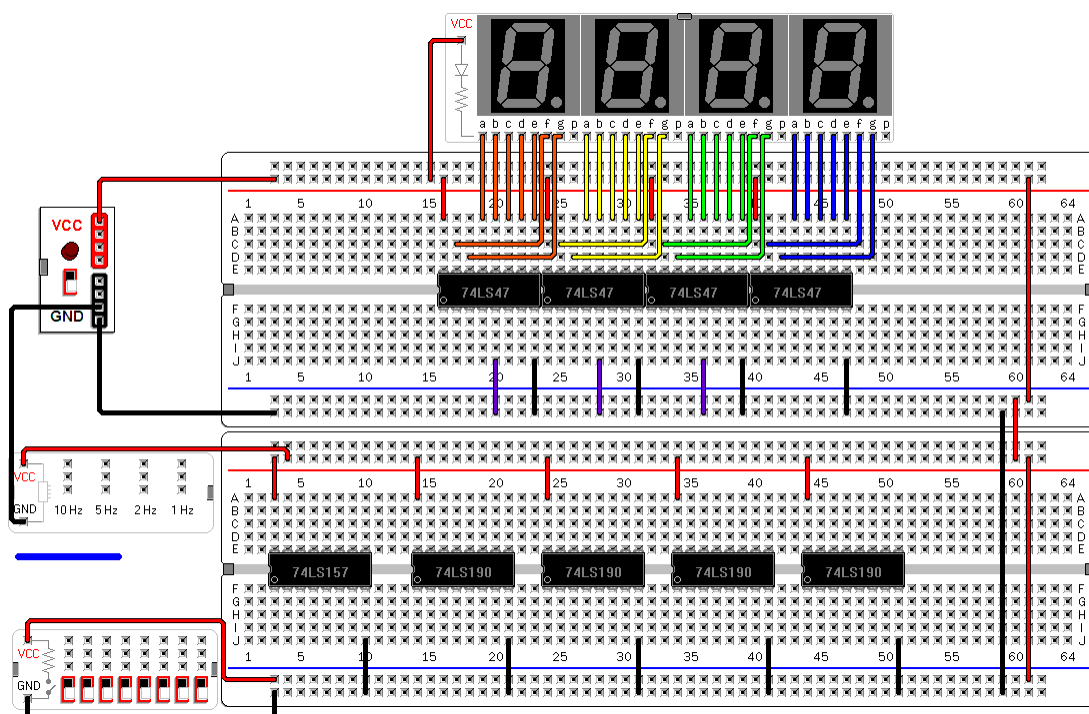 VCC
a b c d e f g p a b c d e f g p a b c d e f g p a b c d e f g p
1 5 10 15 20 25 30 35 40 45 50 55 60 64
A A
B B
C C
D D
E E
VCC
GND
74LS47 74LS47 74LS47 74LS47
F F
G G
H H
I I
J J
1 5 10 15 20 25 30 35 40 45 50 55 60 64
VCC
GND 10 Hz 5 Hz 2 Hz 1 Hz
1 5 10 15 20 25 30 35 40 45 50 55 60 64
A A
B B
C C
D D
E E
74LS157 74LS190 74LS190 74LS190 74LS190
F F
G G
H H
I I
J J
1 5 10 15 20 25 30 35 40 45 50 55 60 64
VCC
GND